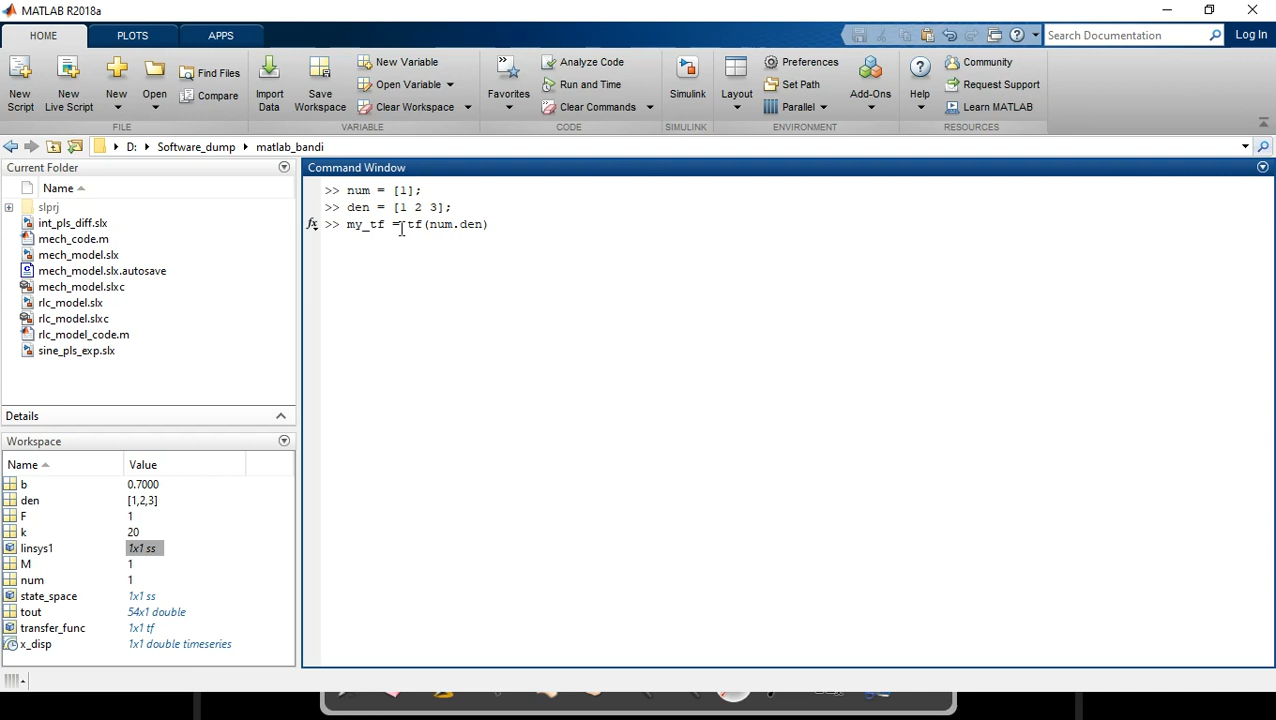 MATLAB R2018a
HOME PLOTS APPS Search Documentation Log In
New Script
New Live Script
New
Open
Find Files
Compare
FILE
Import Data
Save Workspace
New Variable
Open Variable
Clear Workspace
VARIABLE
Favorites
Analyze Code
Run and Time
Clear Commands
CODE
Simulink
SIMULINK
Layout
Preferences
Set Path
Parallel
ENVIRONMENT
Add-Ons
Help
Community
Request Support
Learn MATLAB
RESOURCES
D: Software_dump matlab_bandi
Current Folder
Name
slprj
int_pls_diff.slx
mech_code.m
mech_model.slx
mech_model.slx.autosave
mech_model.slxc
rlc_model.slx
rlc_model.slxc
rlc_model_code.m
sine_pls_exp.slx
Details
Workspace
Name Value
b 0.7000
den [1,2,3]
F 1
k 20
linsys1 1x1 ss
M 1
num 1
state_space 1x1 ss
tout 54x1 double
transfer_func 1x1 tf
x_disp 1x1 double timeseries
Command Window
>> num = [1];
>> den = [1 2 3];
fx >> my_tf = tf(num.den)